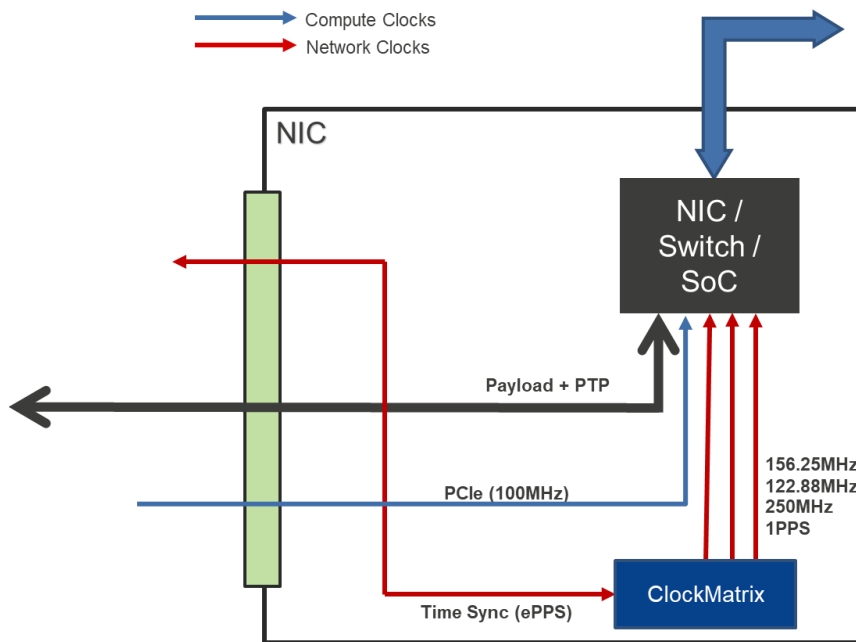 Compute Clocks
Network Clocks
NIC
NIC /
Switch /
SoC
Payload + PTP
PCIe (100MHz)
156.25MHz
122.88MHz
250MHz
1PPS
Time Sync (ePPS)
ClockMatrix